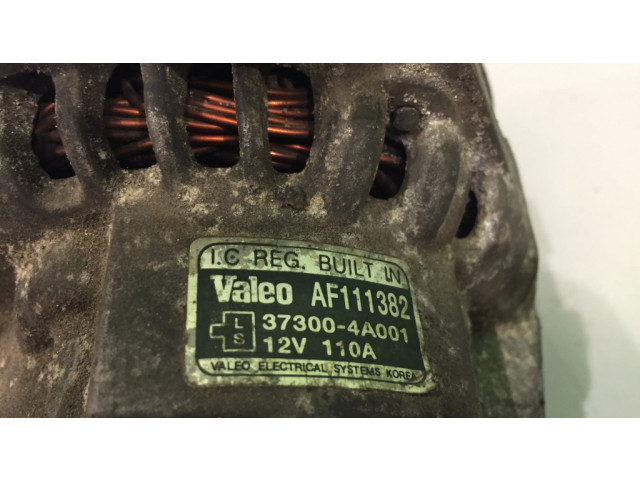 I.C REG. BUILT IN
Valeo AF111382
L 37300-4A001
S 12V 110A
VALEO ELECTRICAL SYSTEMS KOREA